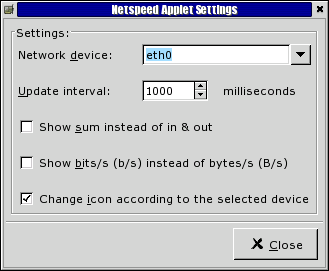 Netspeed Applet Settings
Settings:
Network device: eth0
Update interval: 1000 milliseconds
Show sum instead of in & out
Show bits/s (b/s) instead of bytes/s (B/s)
Change icon according to the selected device
Close